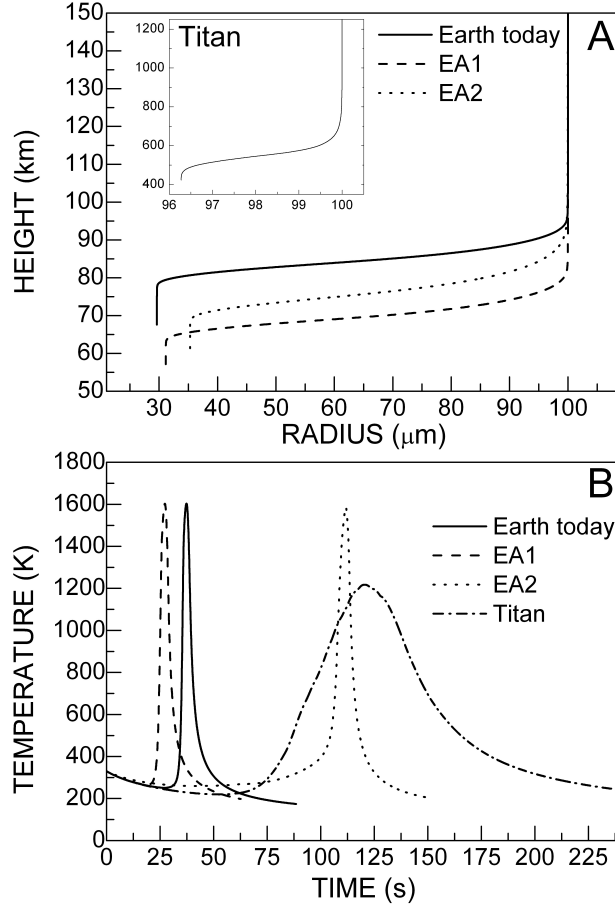 150
140
130
120
110
100
90
80
70
60
50
HEIGHT (km)
1200
1000
800
600
400
Titan
96 97 98 99 100
Earth today
EA1
EA2
A
30 40 50 60 70 80 90 100
RADIUS (μm)
1800
1600
1400
1200
1000
800
600
400
200
0
TEMPERATURE (K)
B
Earth today
EA1
EA2
Titan
0 25 50 75 100 125 150 175 200 225
TIME (s)